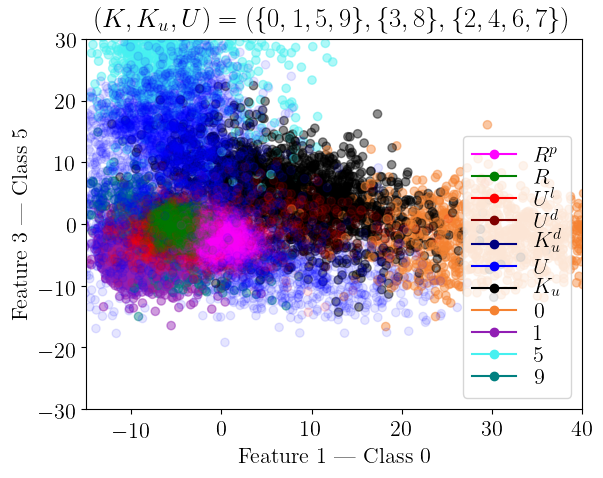 (K, K_u, U) = ({0, 1, 5, 9}, {3, 8}, {2, 4, 6, 7})
30
20
10
0
−10
−20
−30
Feature 3 — Class 5
R^p
R
U^l
U^d
K_u^d
U
K_u
0
1
5
9
−10
0
10
20
30
40
Feature 1 — Class 0